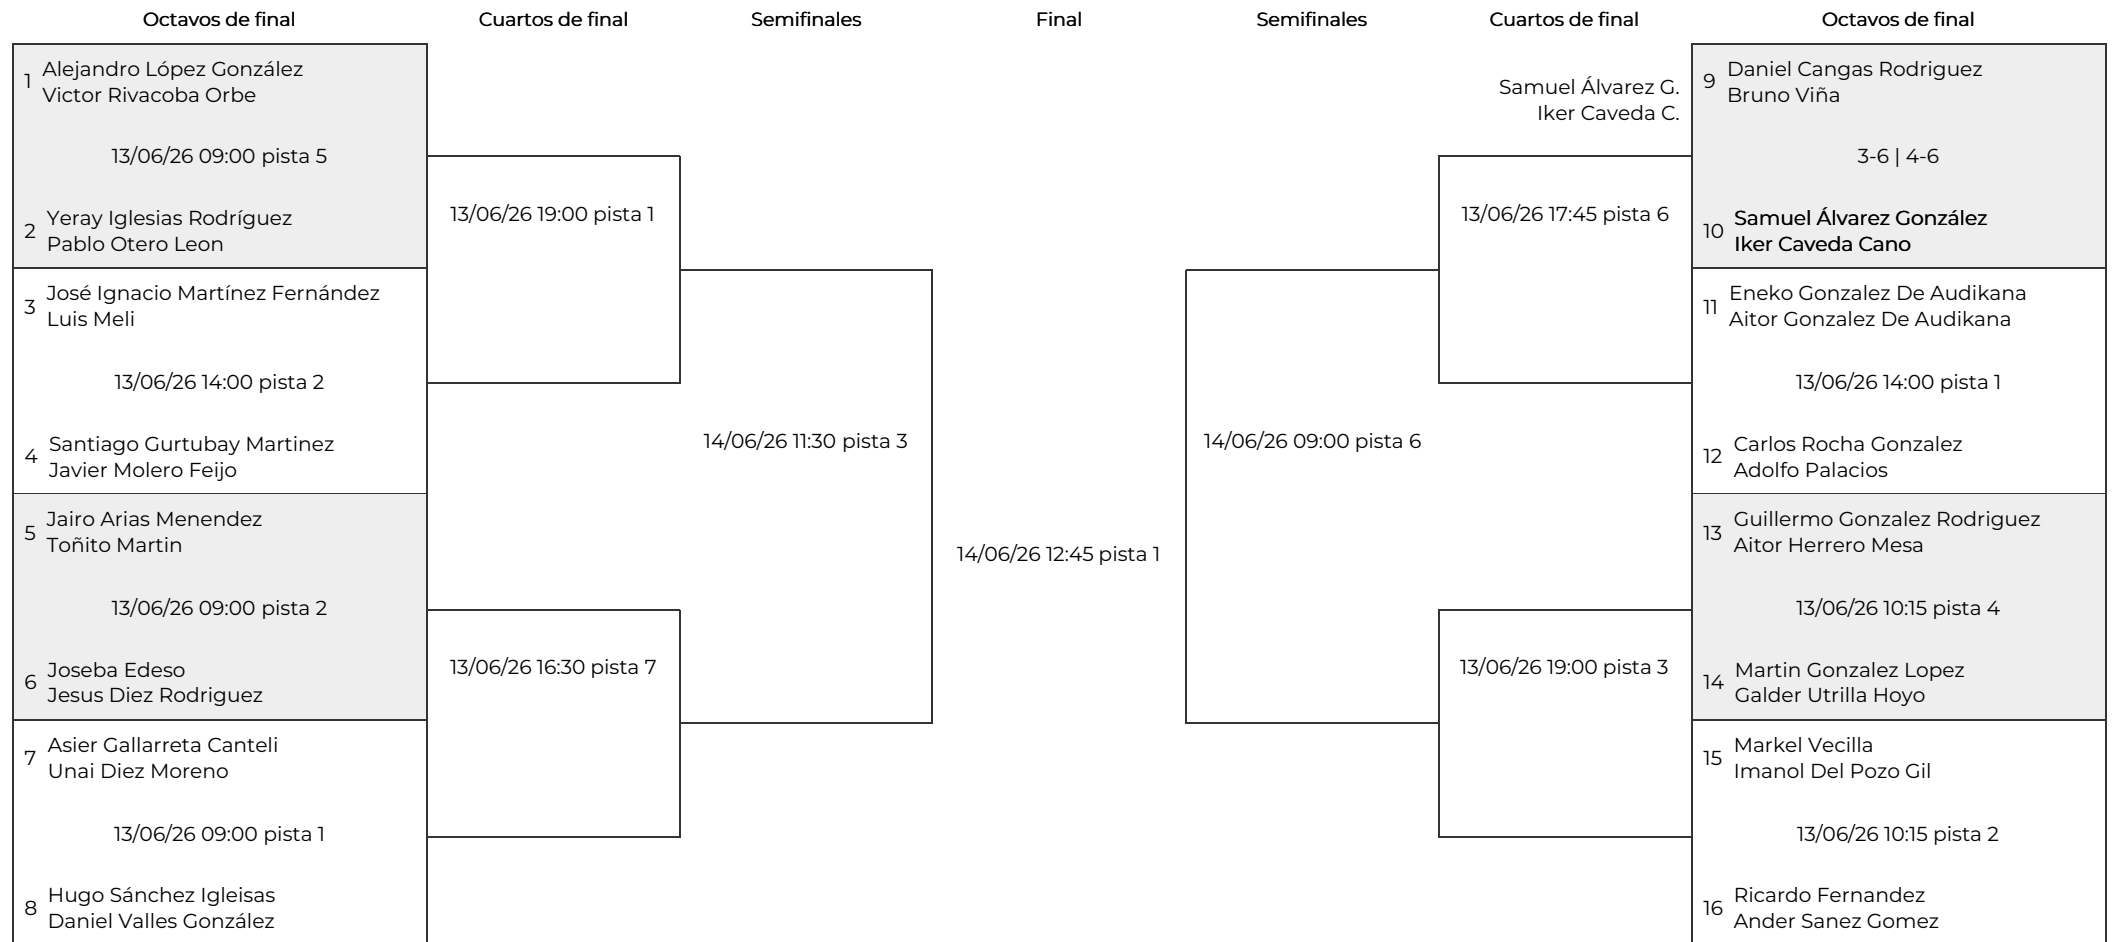 Octavos de final
Cuartos de final
Semifinales
Final
Semifinales
Cuartos de final
Octavos de final
1
Alejandro López González
Victor Rivacoba Orbe
13/06/26 09:00 pista 5
2
Yeray Iglesias Rodríguez
Pablo Otero Leon
3
José Ignacio Martínez Fernández
Luis Meli
13/06/26 14:00 pista 2
4
Santiago Gurtubay Martinez
Javier Molero Feijo
5
Jairo Arias Menendez
Toñito Martin
13/06/26 09:00 pista 2
6
Joseba Edeso
Jesus Diez Rodriguez
7
Asier Gallarreta Canteli
Unai Diez Moreno
13/06/26 09:00 pista 1
8
Hugo Sánchez Igleisas
Daniel Valles González
13/06/26 19:00 pista 1
13/06/26 16:30 pista 7
14/06/26 11:30 pista 3
14/06/26 12:45 pista 1
14/06/26 09:00 pista 6
Samuel Álvarez G.
Iker Caveda C.
13/06/26 17:45 pista 6
13/06/26 19:00 pista 3
9
Daniel Cangas Rodriguez
Bruno Viña
3-6 | 4-6
10
Samuel Álvarez González
Iker Caveda Cano
11
Eneko Gonzalez De Audikana
Aitor Gonzalez De Audikana
13/06/26 14:00 pista 1
12
Carlos Rocha Gonzalez
Adolfo Palacios
13
Guillermo Gonzalez Rodriguez
Aitor Herrero Mesa
13/06/26 10:15 pista 4
14
Martin Gonzalez Lopez
Galder Utrilla Hoyo
15
Markel Vecilla
Imanol Del Pozo Gil
13/06/26 10:15 pista 2
16
Ricardo Fernandez
Ander Sanez Gomez